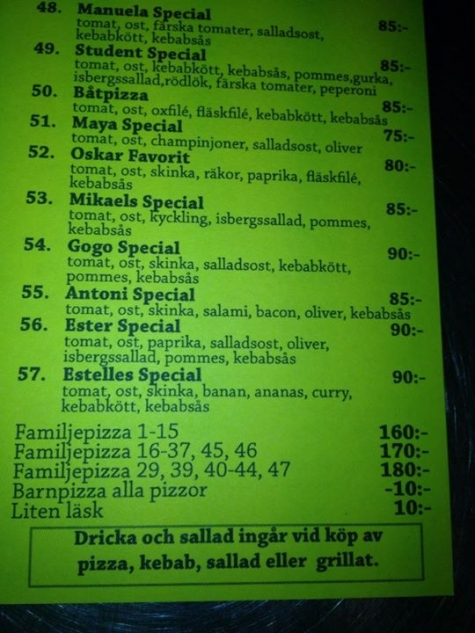 48. Manuela Special 85:-
tomat, ost, färska tomater, salladsost,
kebabkött, kebabsås
49. Student Special 85:-
tomat, ost, kebabkött, kebabsås, pommes,gurka,
isbergssallad,rödlök, färska tomater, peperoni
50. Båtpizza 85:-
tomat, ost, oxfilé, fläskfilé, kebabkött, kebabsås
51. Maya Special 75:-
tomat, ost, champinjoner, salladsost, oliver
52. Oskar Favorit 80:-
tomat, ost, skinka, räkor, paprika, fläskfilé,
kebabsås
53. Mikaels Special 85:-
tomat, ost, kyckling, isbergssallad, pommes,
kebabsås
54. Gogo Special 90:-
tomat, ost, skinka, salladsost, kebabkött,
pommes, kebabsås
55. Antoni Special 85:-
tomat, ost, skinka, salami, bacon, oliver, kebabsås
56. Ester Special 90:-
tomat, ost, paprika, salladsost, oliver,
isbergssallad, pommes, kebabsås
57. Estelles Special 90:-
tomat, ost, skinka, banan, ananas, curry,
kebabkött, kebabsås
Familjepizza 1-15 160:-
Familjepizza 16-37, 45, 46 170:-
Familjepizza 29, 39, 40-44, 47 180:-
Barnpizza alla pizzor -10:-
Liten läsk 10:-
Dricka och sallad ingår vid köp av
pizza, kebab, sallad eller grillat.